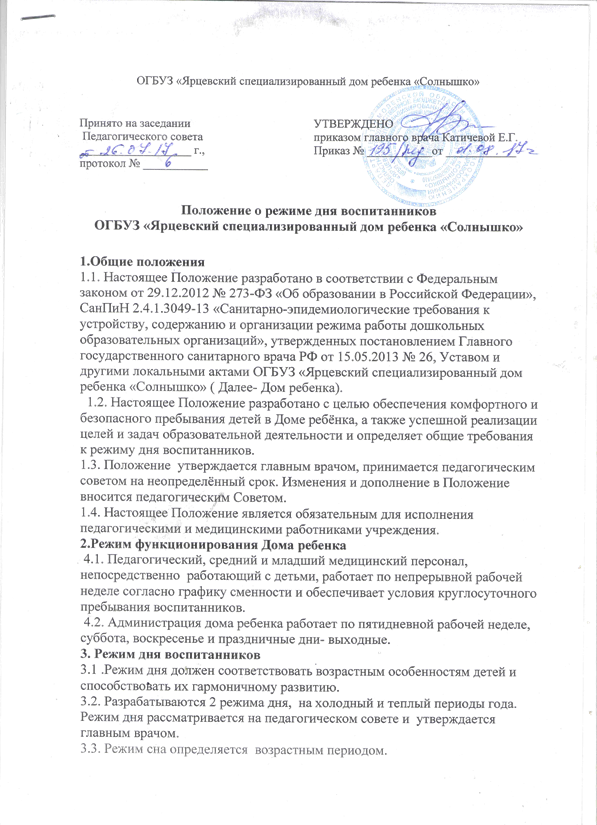 ОГБУЗ «Ярцевский специализированный дом ребенка «Солнышко»
Принято на заседании
Педагогического совета
26.07.17 г.,
протокол № 6
УТВЕРЖДЕНО
приказом главного врача Катичевой Е.Г.
Приказ № 195 от 01.08.17г
Положение о режиме дня воспитанников
ОГБУЗ «Ярцевский специализированный дом ребенка «Солнышко»
1.Общие положения
1.1. Настоящее Положение разработано в соответствии с Федеральным
законом от 29.12.2012 № 273-ФЗ «Об образовании в Российской Федерации»,
СанПиН 2.4.1.3049-13 «Санитарно-эпидемиологические требования к
устройству, содержанию и организации режима работы дошкольных
образовательных организаций», утвержденных постановлением Главного
государственного санитарного врача РФ от 15.05.2013 № 26, Уставом и
другими локальными актами ОГБУЗ «Ярцевский специализированный дом
ребенка «Солнышко» ( Далее- Дом ребенка).
1.2. Настоящее Положение разработано с целью обеспечения комфортного и
безопасного пребывания детей в Доме ребёнка, а также успешной реализации
целей и задач образовательной деятельности и определяет общие требования
к режиму дня воспитанников.
1.3. Положение утверждается главным врачом, принимается педагогическим
советом на неопределённый срок. Изменения и дополнение в Положение
вносится педагогическим Советом.
1.4. Настоящее Положение является обязательным для исполнения
педагогическими и медицинскими работниками учреждения.
2.Режим функционирования Дома ребенка
4.1. Педагогический, средний и младший медицинский персонал,
непосредственно работающий с детьми, работает по непрерывной рабочей
неделе согласно графику сменности и обеспечивает условия круглосуточного
пребывания воспитанников.
4.2. Администрация дома ребенка работает по пятидневной рабочей неделе,
суббота, воскресенье и праздничные дни- выходные.
3. Режим дня воспитанников
3.1 .Режим дня должен соответствовать возрастным особенностям детей и
способствовать их гармоничному развитию.
3.2. Разрабатываются 2 режима дня, на холодный и теплый периоды года.
Режим дня рассматривается на педагогическом совете и утверждается
главным врачом.
3.3. Режим сна определяется возрастным периодом.